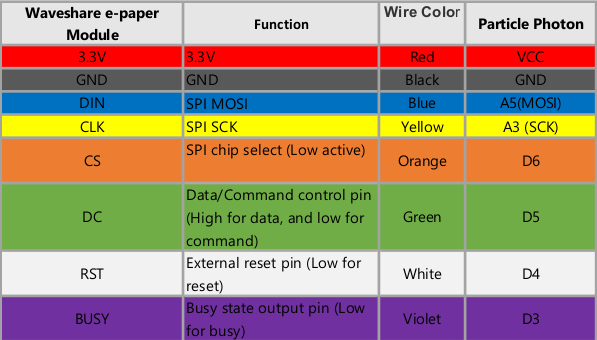 Waveshare e-paper Module Function Wire Color Particle Photon
3.3V 3.3V Red VCC
GND GND Black GND
DIN SPI MOSI Blue A5(MOSI)
CLK SPI SCK Yellow A3 (SCK)
CS SPI chip select (Low active) Orange D6
DC Data/Command control pin (High for data, and low for command) Green D5
RST External reset pin (Low for reset) White D4
BUSY Busy state output pin (Low for busy) Violet D3